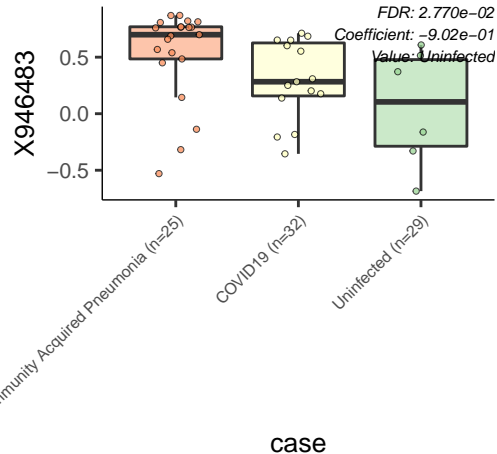 FDR: 2.770e−02
Coefficient: −9.02e−01
Value: Uninfected
X946483
0.5
0.0
−0.5
Acquired Pneumonia (n=25)
COVID19 (n=32)
Uninfected (n=29)
case